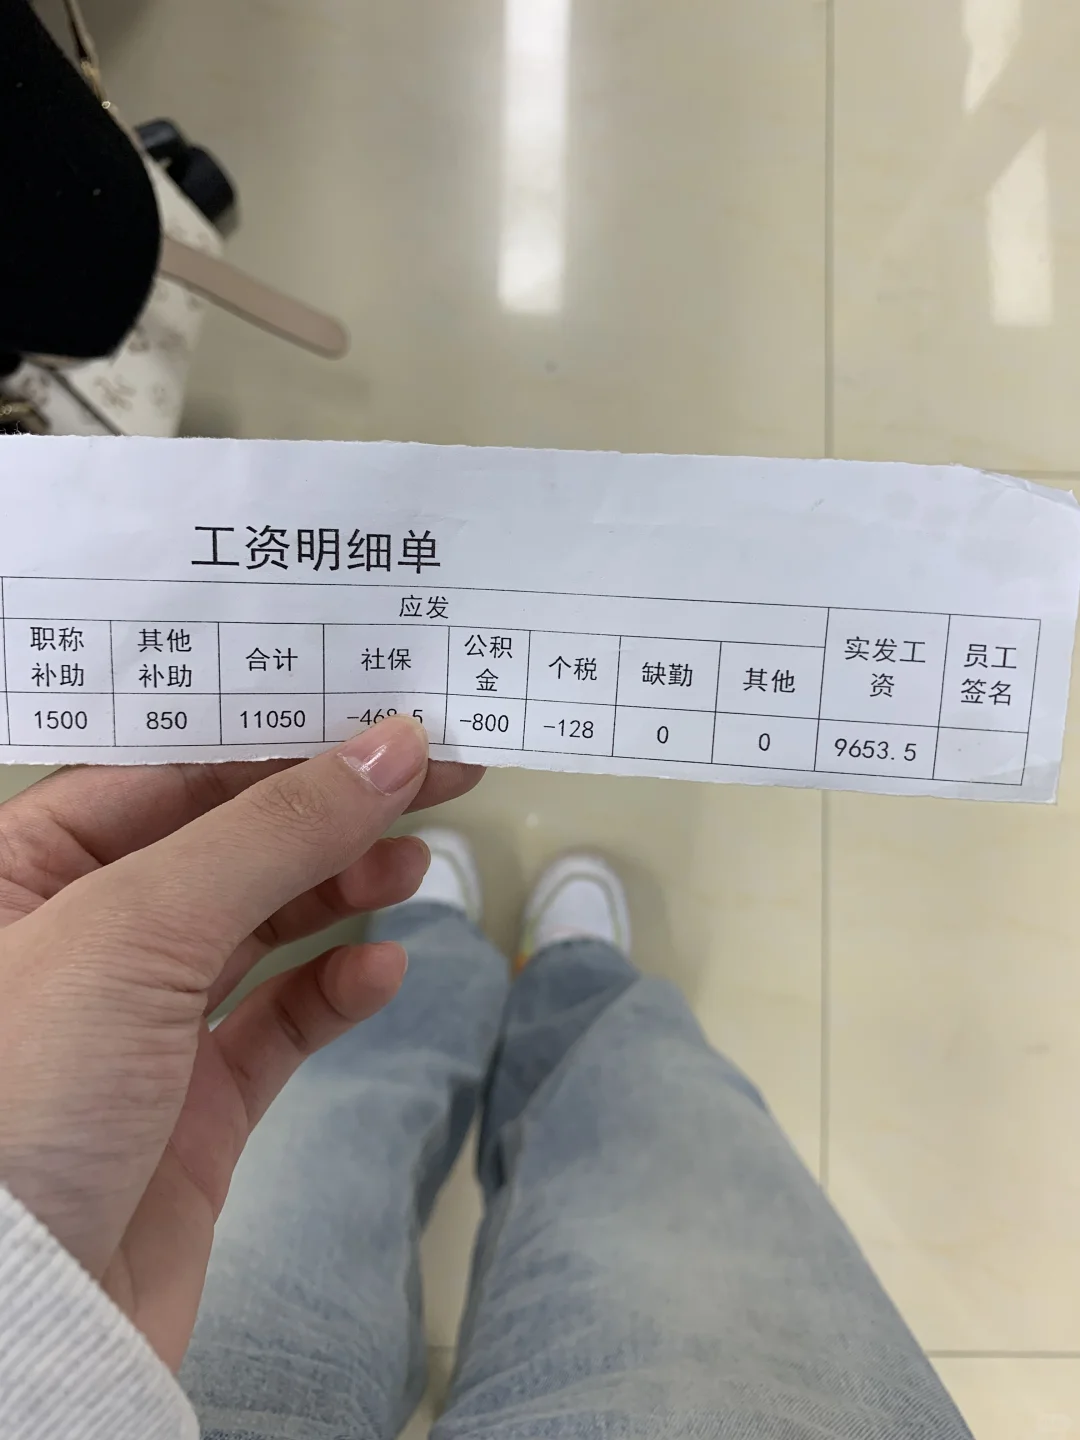 工资明细单
应发
职称补助 其他补助 合计 社保 公积金 个税 缺勤 其他 实发工资 员工签名
1500 850 11050 -468.5 -800 -128 0 0 9653.5